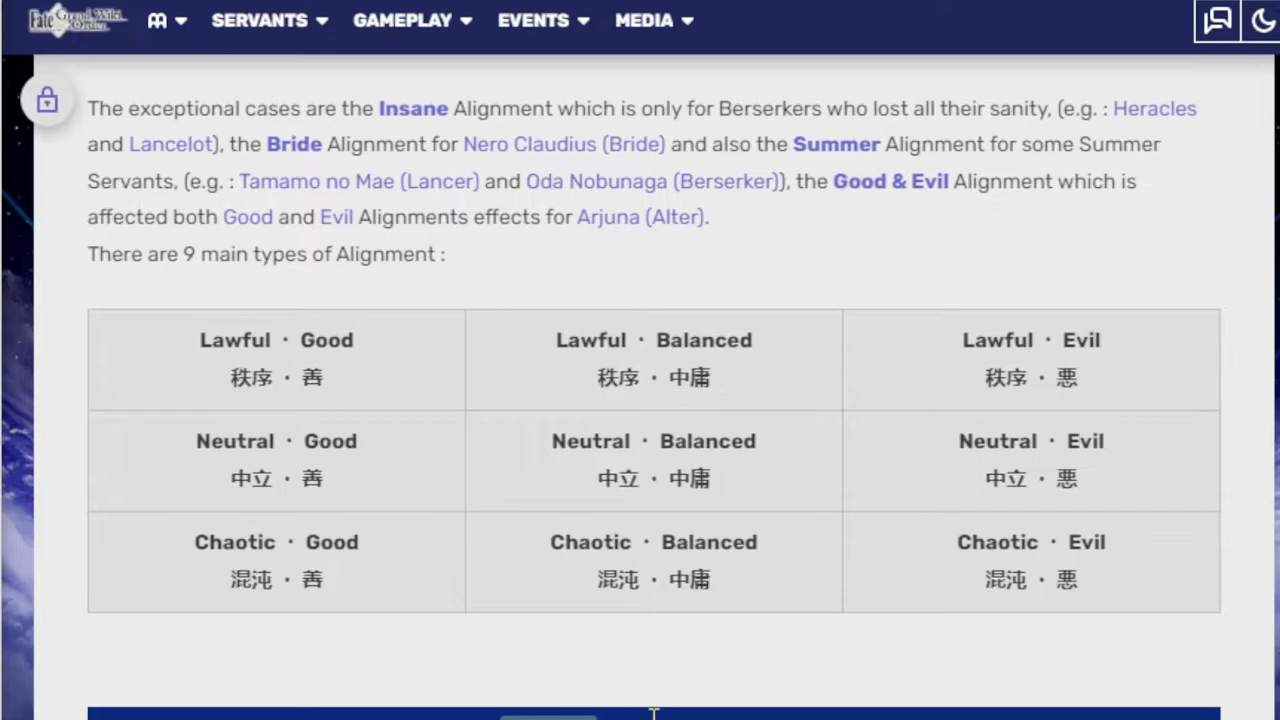 Fate Grand Wiki Order
SERVANTS
GAMEPLAY
EVENTS
MEDIA
The exceptional cases are the Insane Alignment which is only for Berserkers who lost all their sanity, (e.g. : Heracles
and Lancelot), the Bride Alignment for Nero Claudius (Bride) and also the Summer Alignment for some Summer
Servants, (e.g. : Tamamo no Mae (Lancer) and Oda Nobunaga (Berserker)), the Good & Evil Alignment which is
affected both Good and Evil Alignments effects for Arjuna (Alter).
There are 9 main types of Alignment :
Lawful · Good
秩序 · 善
Lawful · Balanced
秩序 · 中庸
Lawful · Evil
秩序 · 悪
Neutral · Good
中立 · 善
Neutral · Balanced
中立 · 中庸
Neutral · Evil
中立 · 悪
Chaotic · Good
混沌 · 善
Chaotic · Balanced
混沌 · 中庸
Chaotic · Evil
混沌 · 悪